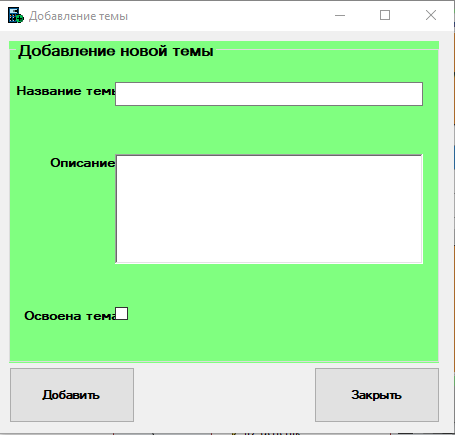 Добавление темы
Добавление новой темы
Название темы
Описание
Освоена тема
Добавить
Закрыть